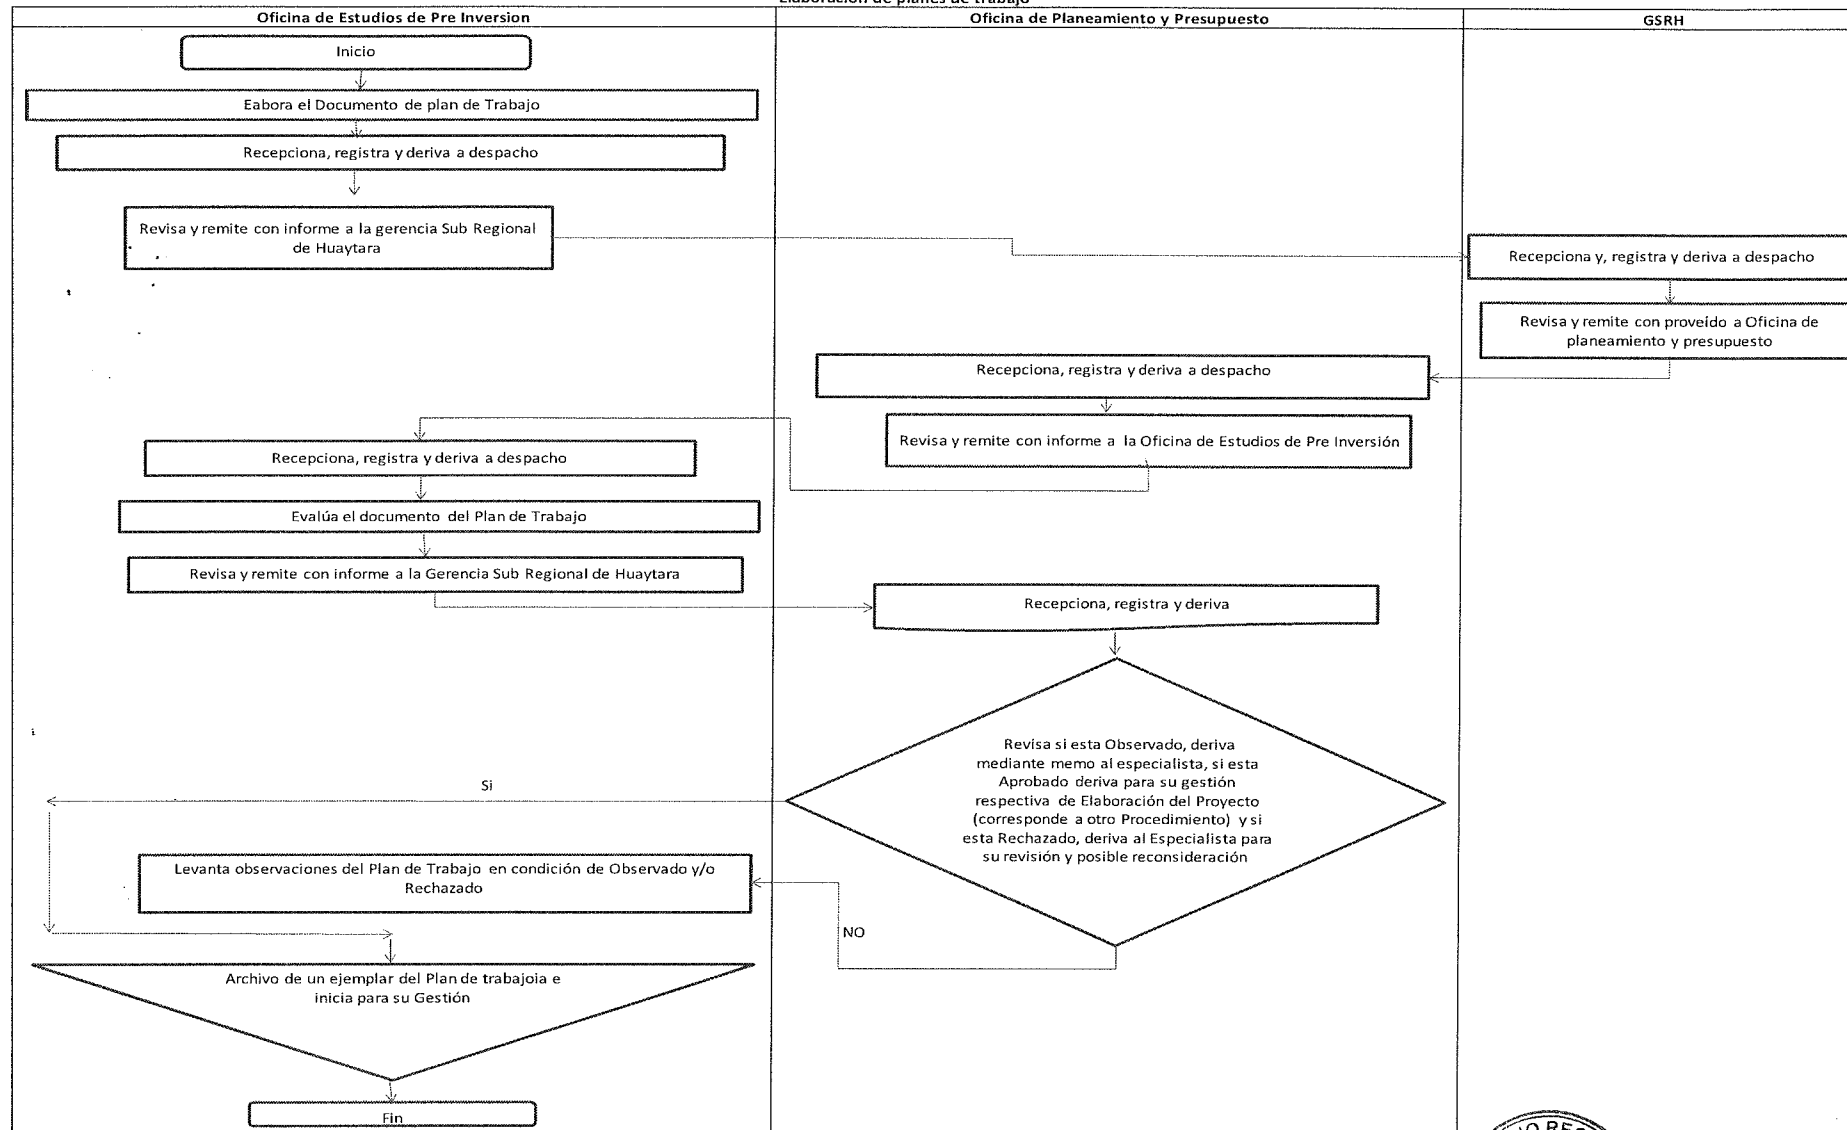 Elaboracion de planes de trabajo
Oficina de Estudios de Pre Inversion
Oficina de Planeamiento y Presupuesto
GSRH
Inicio
Eabora el Documento de plan de Trabajo
Recepciona, registra y deriva a despacho
Revisa y remite con informe a la gerencia Sub Regional
de Huaytara
Recepciona y, registra y deriva a despacho
Revisa y remite con proveído a Oficina de
planeamiento y presupuesto
Recepciona, registra y deriva a despacho
Revisa y remite con informe a la Oficina de Estudios de Pre Inversión
Recepciona, registra y deriva a despacho
Evalúa el documento del Plan de Trabajo
Revisa y remite con informe a la Gerencia Sub Regional de Huaytara
Recepciona, registra y deriva
Revisa si esta Observado, deriva
mediante memo al especialista, si esta
Aprobado deriva para su gestión
respectiva de Elaboración del Proyecto
(corresponde a otro Procedimiento) y si
esta Rechazado, deriva al Especialista para
su revisión y posible reconsideración
Si
Levanta observaciones del Plan de Trabajo en condición de Observado y/o
Rechazado
NO
Archivo de un ejemplar del Plan de trabajoia e
inicia para su Gestión
Fin